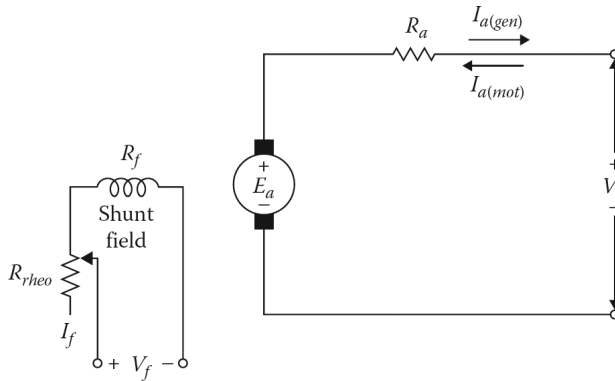 I_a(gen)
R_a
I_a(mot)
R_f
+
E_a
−
+
V
−
Shunt
field
R_rheo
I_f
+ V_f −